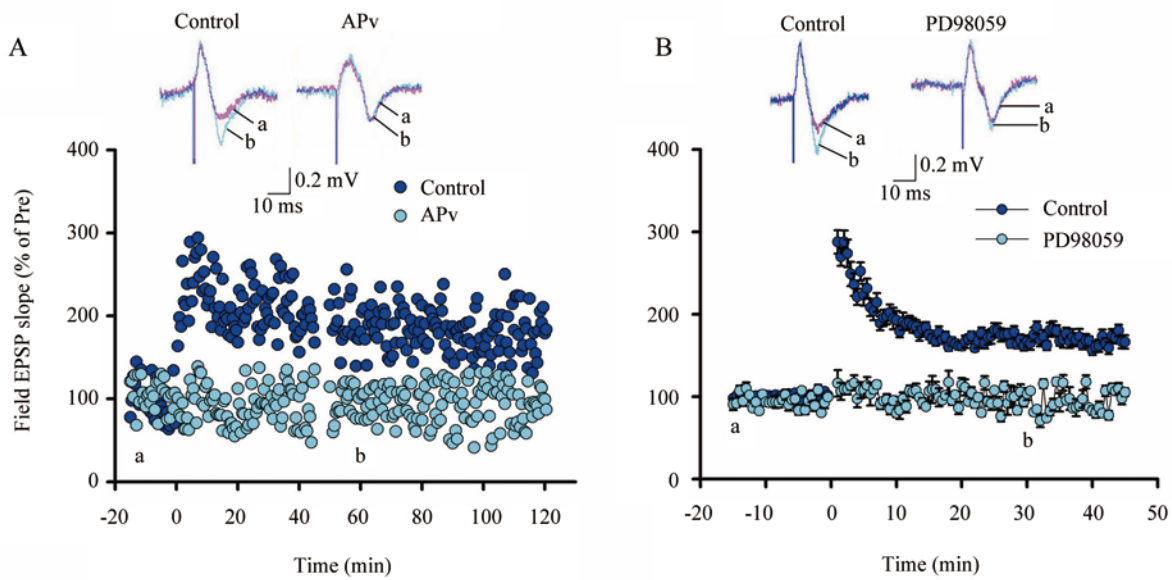 A
Control
APv
a
b
a
b
0.2 mV
10 ms
Control
APv
Field EPSP slope (% of Pre)
400
300
200
100
0
a
b
-20 0 20 40 60 80 100 120
Time (min)
B
Control
PD98059
a
b
a
b
0.2 mV
10 ms
Control
PD98059
400
300
200
100
0
a
b
-20 -10 0 10 20 30 40 50
Time (min)